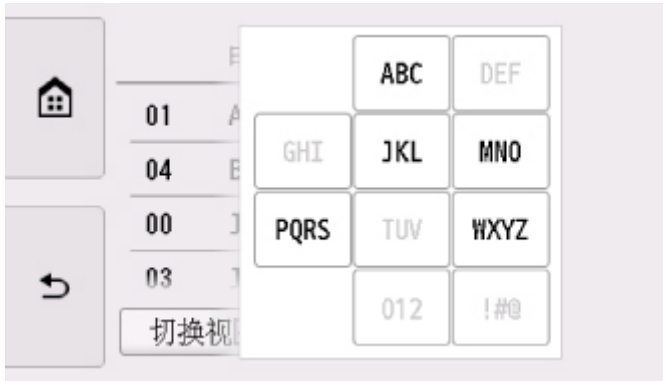 ABC DEF
01
GHI JKL MNO
04
00
PQRS TUV WXYZ
03
012 !#@
切换视